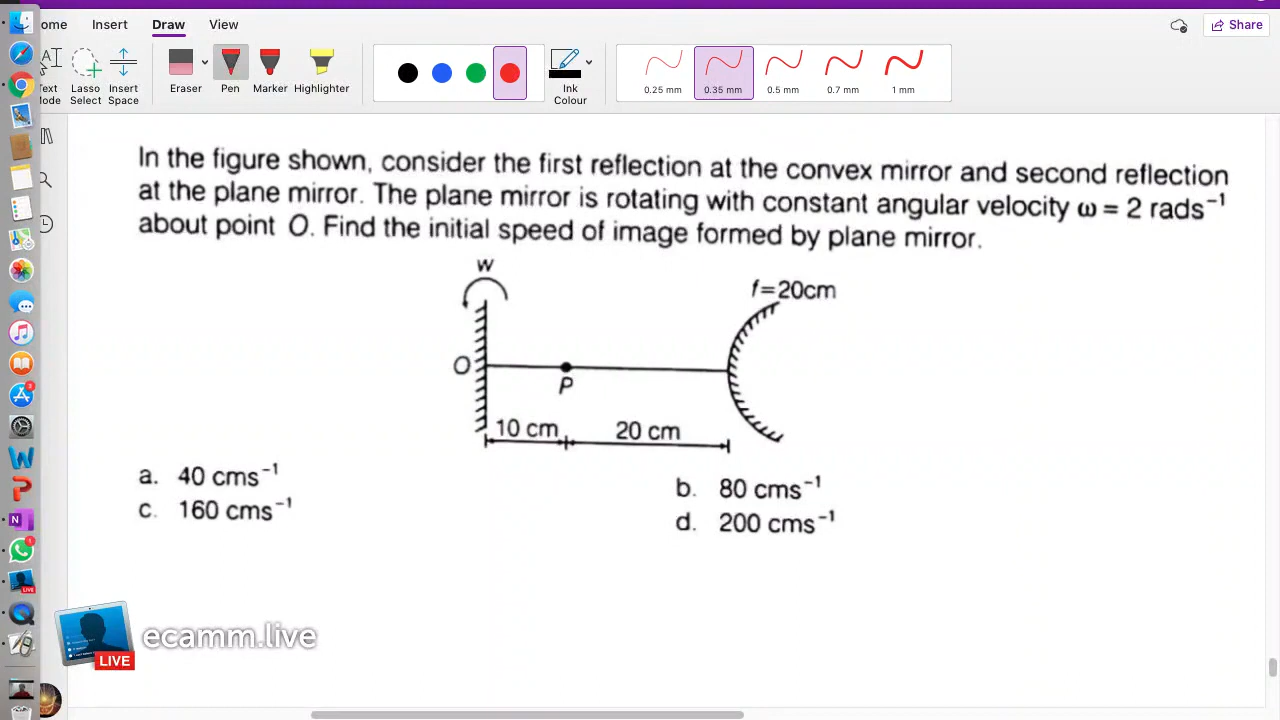 ome Insert Draw View Share
Text Mode
Lasso Select
Insert Space
Eraser
Pen
Marker
Highlighter
Ink Colour
0.25 mm
0.35 mm
0.5 mm
0.7 mm
1 mm
In the figure shown, consider the first reflection at the convex mirror and second reflection
at the plane mirror. The plane mirror is rotating with constant angular velocity ω = 2 rads⁻¹
about point O. Find the initial speed of image formed by plane mirror.
w
f=20cm
O
P
10 cm
20 cm
a. 40 cms⁻¹
b. 80 cms⁻¹
c. 160 cms⁻¹
d. 200 cms⁻¹
ecamm.live
LIVE